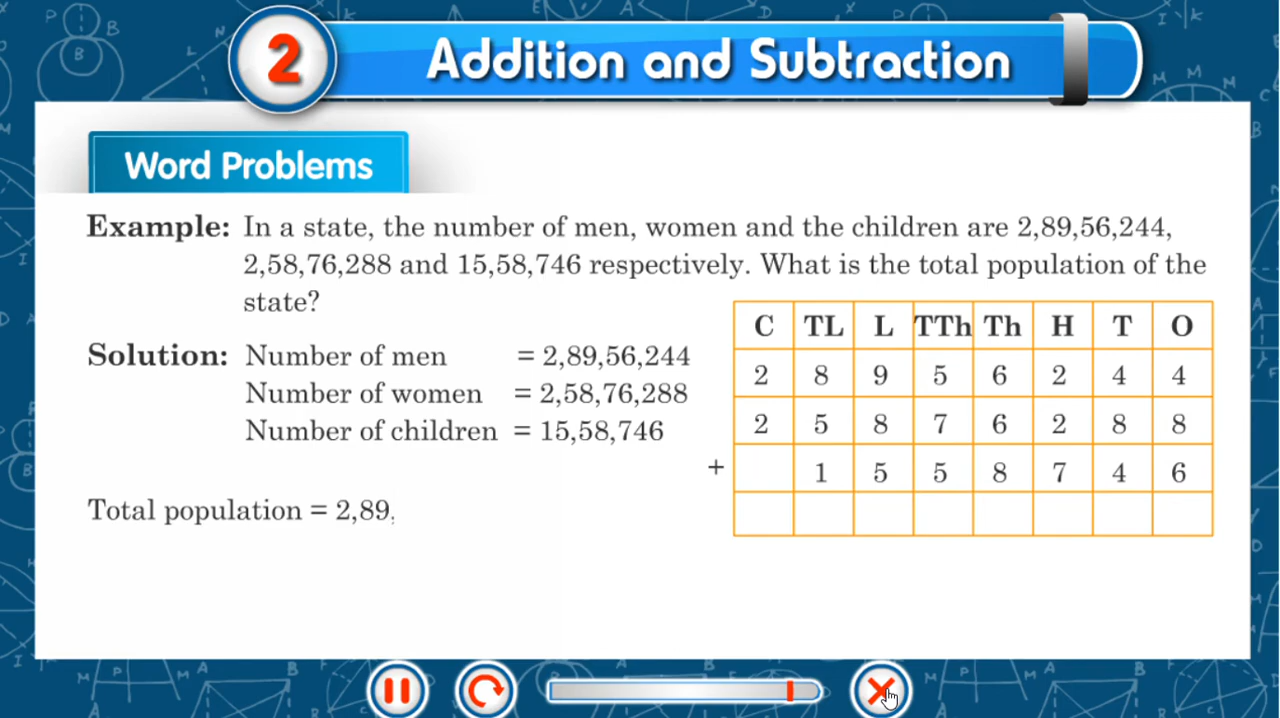 2
Addition and Subtraction
Word Problems
Example: In a state, the number of men, women and the children are 2,89,56,244,
2,58,76,288 and 15,58,746 respectively. What is the total population of the
state?
Solution: Number of men = 2,89,56,244
Number of women = 2,58,76,288
Number of children = 15,58,746
Total population = 2,89,
C TL L TTh Th H T O
2 8 9 5 6 2 4 4
2 5 8 7 6 2 8 8
+ 1 5 5 8 7 4 6